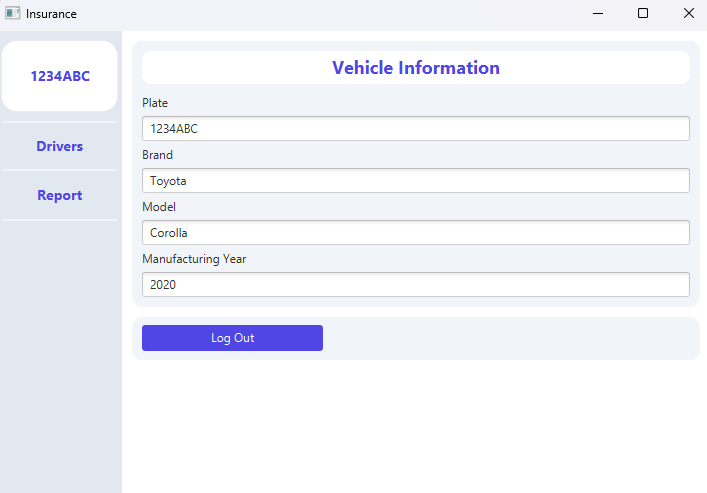 Insurance
1234ABC
Drivers
Report
Vehicle Information
Plate
1234ABC
Brand
Toyota
Model
Corolla
Manufacturing Year
2020
Log Out